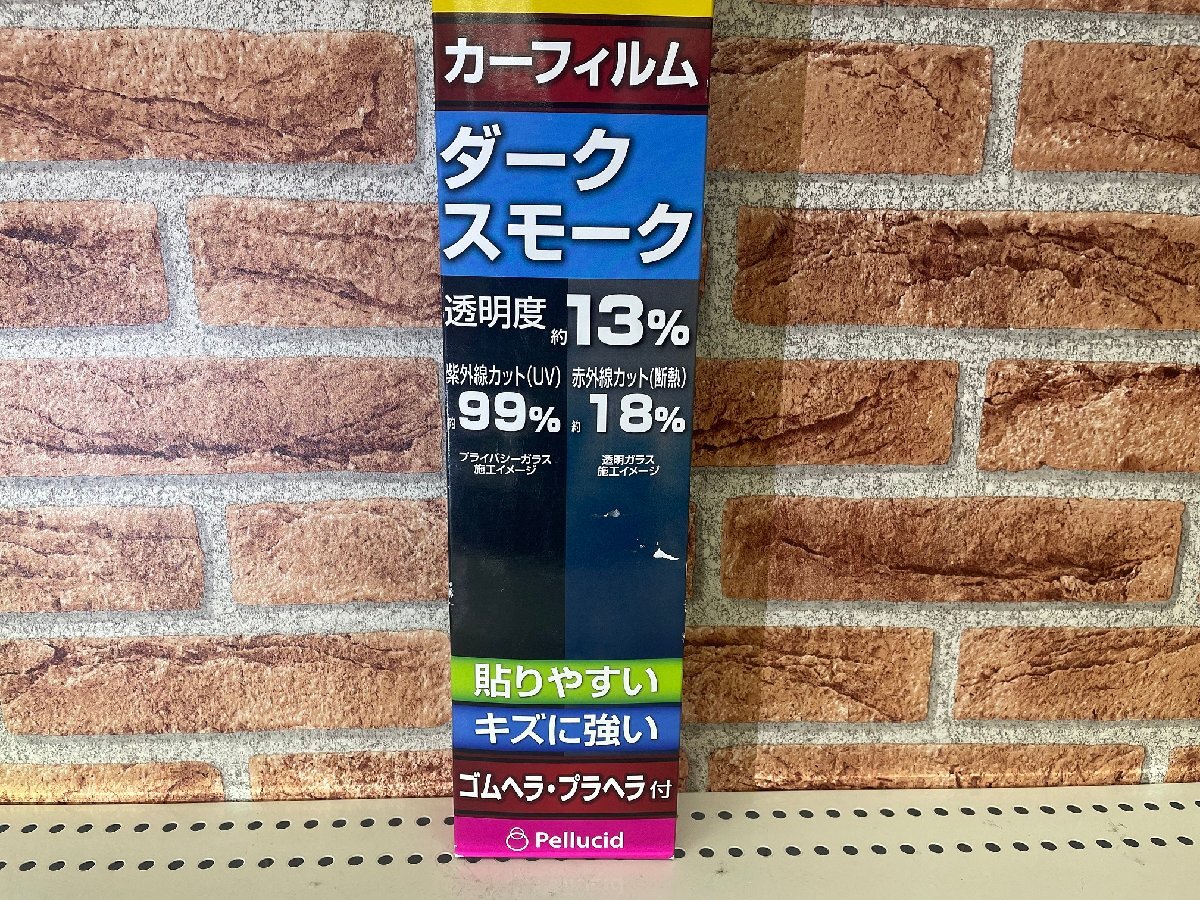 カーフィルム
ダーク
スモーク
透明度 約13%
紫外線カット(UV) 赤外線カット(断熱)
約99% 約18%
プライバシーガラス 透明ガラス
施工イメージ 施工イメージ
貼りやすい
キズに強い
ゴムヘラ・プラヘラ付
Pellucid